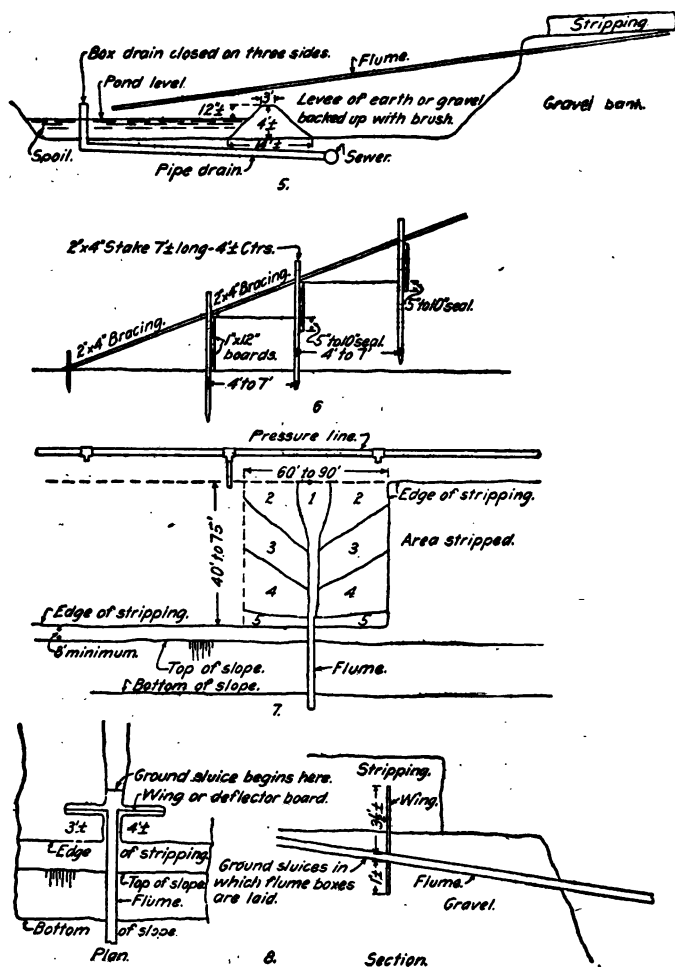 Stripping.
Box drain closed on three sides.
Flume.
Pond level.
3'
12"±
4'±
Levee of earth or gravel
backed up with brush.
Gravel bank.
Spoil.
Pipe drain.
Sewer.
5.
2"x4" Stake 7'± long-4'± Ctrs.
2"x4" Bracing.
2"x4" Bracing.
1"x12"
boards.
5"to10"seal.
5"to10"seal.
4' to 7'
4' to 7'
6
Pressure line.
60' to 90'
2 1 2
Edge of stripping.
40' to 75'
3 3
Area stripped.
4 4
5 5
Edge of stripping.
8' minimum.
Top of slope.
Flume.
Bottom of slope.
7.
Ground sluice begins here.
Wing or deflector board.
3'± 4'±
Edge of stripping.
Top of slope.
Flume.
Bottom of slope.
Plan.
8.
Stripping.
Wing.
3½'±
1'±
Ground sluices in
which flume boxes
are laid.
Flume.
Gravel.
Section.